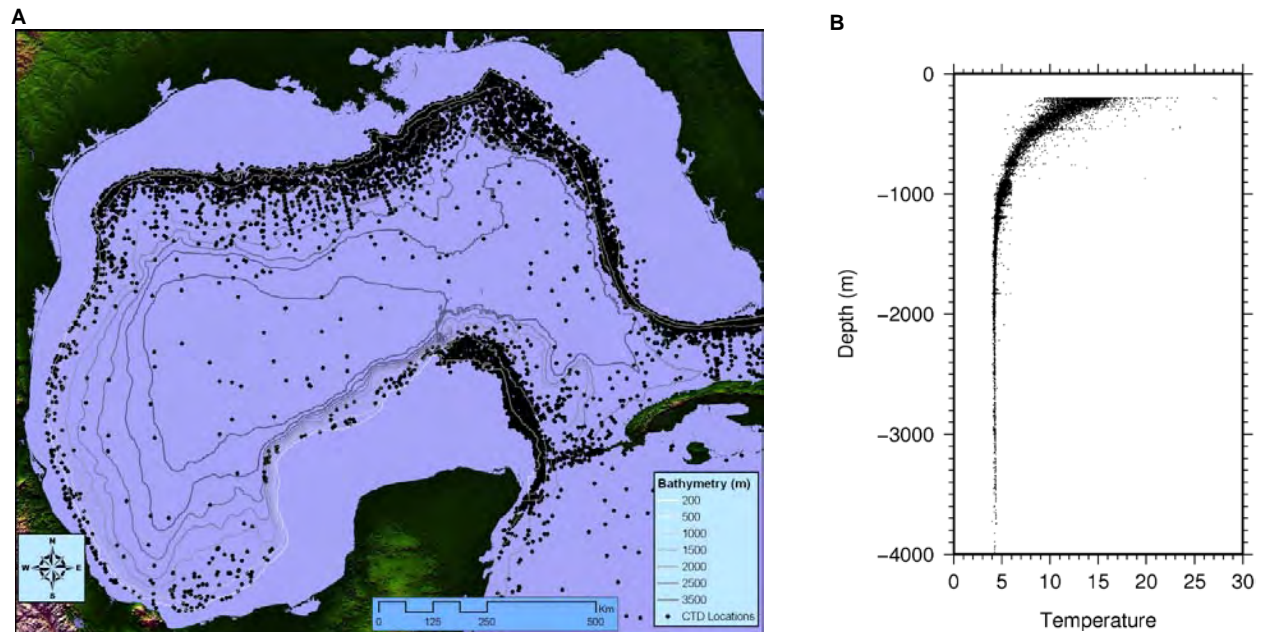 A
N
W E
S
0 125 250 500
Km
Bathymetry (m)
200
500
1000
1500
2000
2500
3500
CTD Locations
B
0
−1000
−2000
−3000
−4000
Depth (m)
0 5 10 15 20 25 30
Temperature